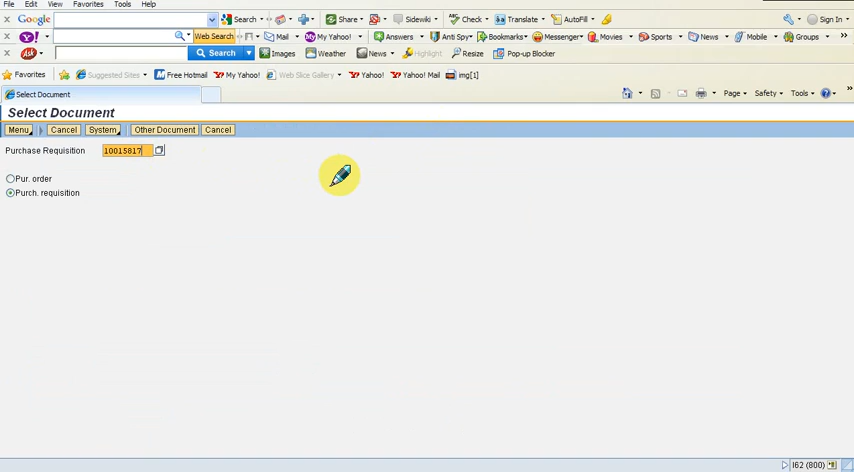 File Edit View Favorites Tools Help
x Google Search Share Sidewiki Check Translate AutoFill Sign In
x Y! Web Search Mail My Yahoo! Answers Anti Spy Bookmarks Messenger Movies Sports News Mobile Groups »
x Ask Search Images Weather News Highlight Resize Pop-up Blocker
Favorites Suggested Sites Free Hotmail My Yahoo! Web Slice Gallery Yahoo! Yahoo! Mail img[1]
Select Document Page Safety Tools »
Select Document
Menu Cancel System Other Document Cancel
Purchase Requisition 10015817
Pur. order
Purch. requisition
I62 (800)